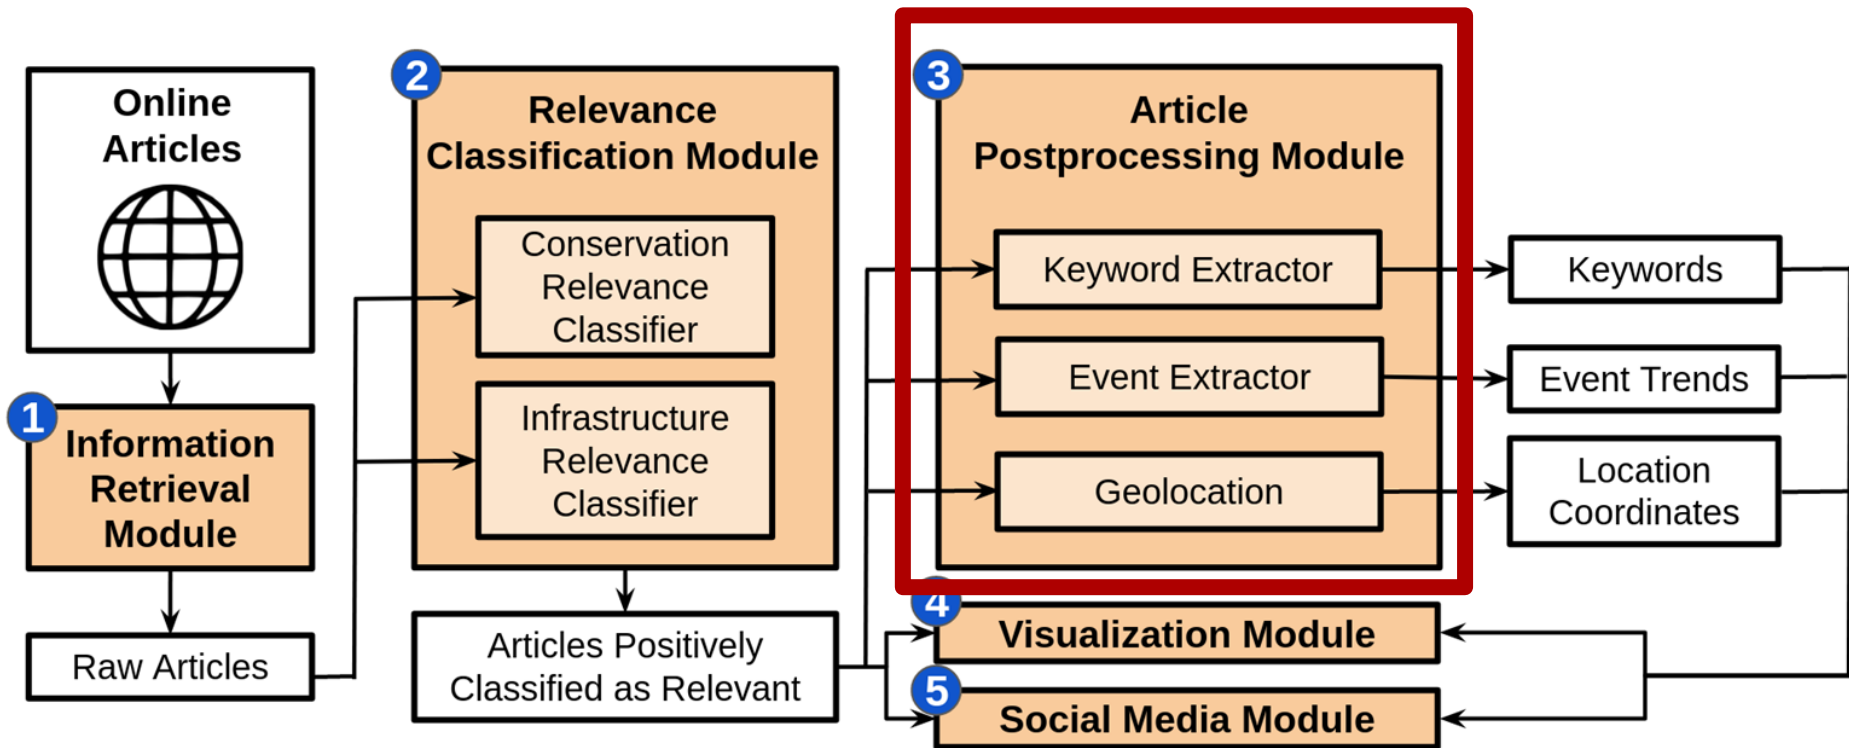 Online
Articles
1
Information
Retrieval
Module
Raw Articles
2
Relevance
Classification Module
Conservation
Relevance
Classifier
Infrastructure
Relevance
Classifier
Articles Positively
Classified as Relevant
3
Article
Postprocessing Module
Keyword Extractor
Event Extractor
Geolocation
Keywords
Event Trends
Location
Coordinates
4
Visualization Module
5
Social Media Module